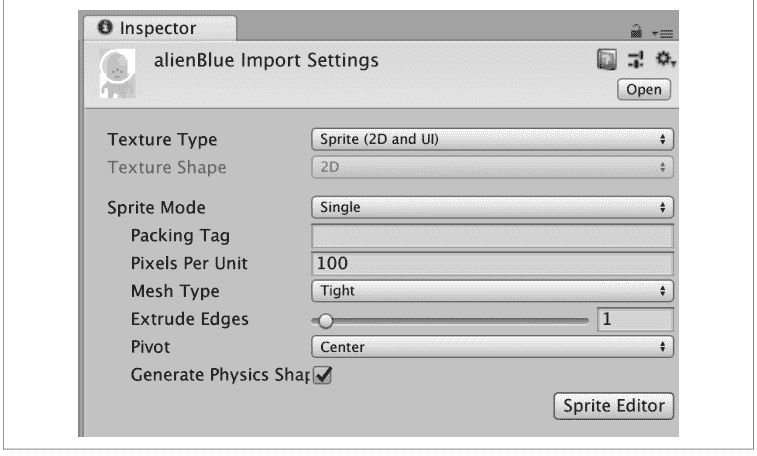 Inspector
alienBlue Import Settings
Open
Texture Type Sprite (2D and UI)
Texture Shape 2D
Sprite Mode Single
Packing Tag
Pixels Per Unit 100
Mesh Type Tight
Extrude Edges 1
Pivot Center
Generate Physics Shap
Sprite Editor